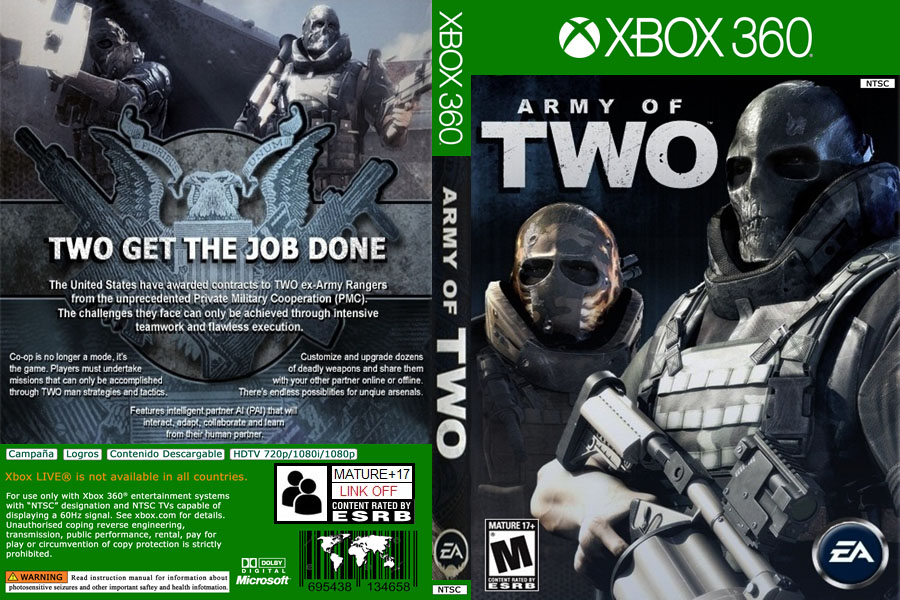 E PLURIBUS UNUM
TWO GET THE JOB DONE
The United States have awarded contracts to TWO ex-Army Rangers
from the unprecedented Private Military Cooperation (PMC).
The challenges they face can only be achieved through intensive
teamwork and flawless execution.
Co-op is no longer a mode, it's
the game. Players must undertake
missions that can only be accomplished
through TWO man strategies and tactics.
Customize and upgrade dozens
of deadly weapons and share them
with your other partner online or offline.
There's endless possiblities for unqiue arsenals.
Features intelligent partner AI (PAI) that will
interact, adapt, collaborate and learn
from their human partner.
Campaña
Logros
Contenido Descargable
HDTV 720p/1080i/1080p
Xbox LIVE® is not available in all countries.
For use only with Xbox 360® entertainment systems
with "NTSC" designation and NTSC TVs capable of
displaying a 60Hz signal. See xbox.com for details.
Unauthorised coping reverse engineering,
transmission, public performance, rental, pay for
play or circumvention of copy protection is strictly
prohibited.
WARNING Read instruction manual for information about
photosensitive seizures and other important saftey and health information
DOLBY
DIGITAL
Microsoft®
MATURE+17
LINK OFF
CONTENT RATED BY
ESRB
695438 134658
XBOX 360®
ARMY OF TWO
EA
NTSC
XBOX 360®
NTSC
ARMY OF
TWO™
MATURE 17+
M
CONTENT RATED BY
ESRB
EA